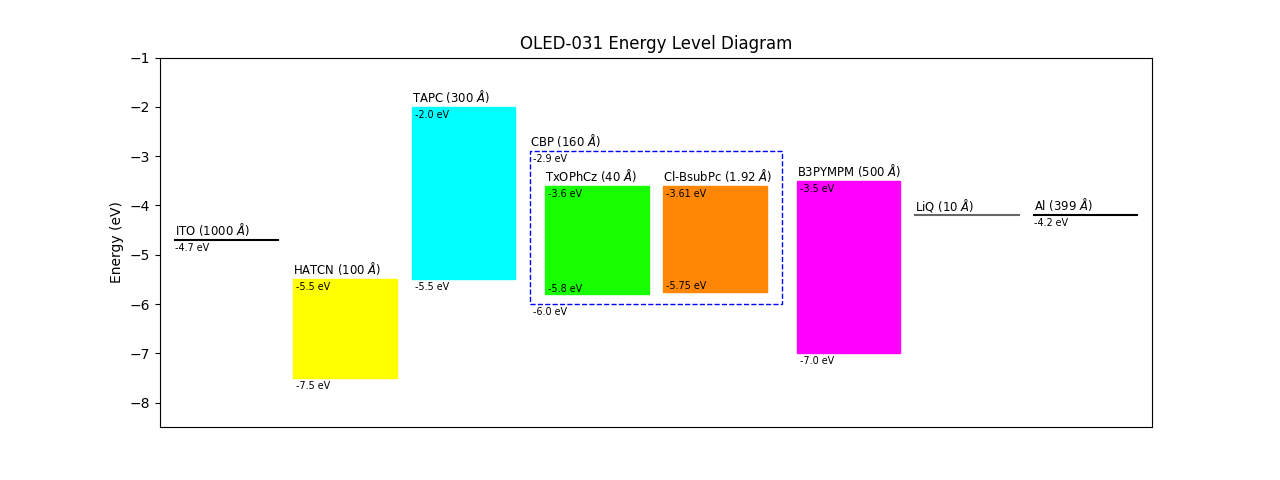 OLED-031 Energy Level Diagram
Energy (eV)
−1
−2
−3
−4
−5
−6
−7
−8
ITO (1000 Å)
-4.7 eV
HATCN (100 Å)
-5.5 eV
-7.5 eV
TAPC (300 Å)
-2.0 eV
-5.5 eV
CBP (160 Å)
-2.9 eV
TxOPhCz (40 Å)
-3.6 eV
-5.8 eV
Cl-BsubPc (1.92 Å)
-3.61 eV
-5.75 eV
-6.0 eV
B3PYMPM (500 Å)
-3.5 eV
-7.0 eV
LiQ (10 Å)
Al (399 Å)
-4.2 eV